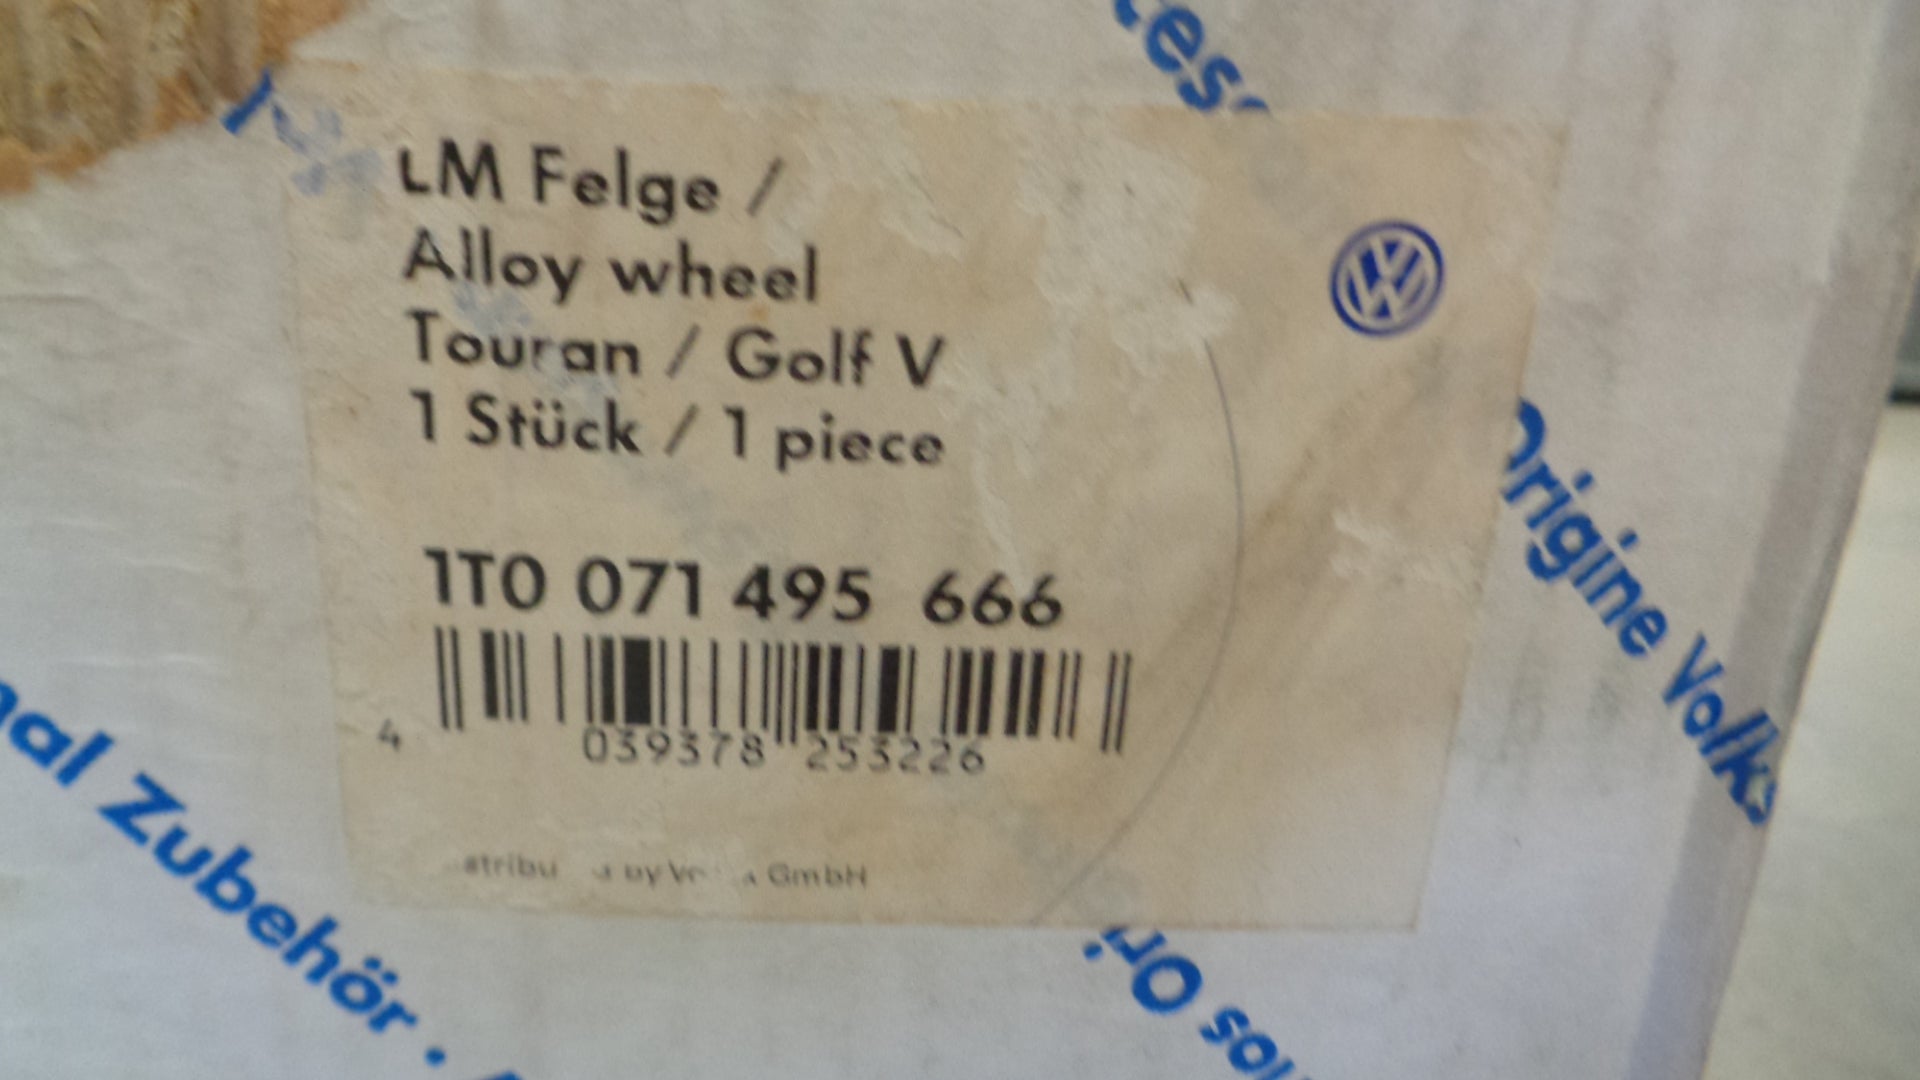 LM Felge /
Alloy wheel
Touran / Golf V
1 Stück / 1 piece
1T0 071 495 666
4 039378 253226
by GmbH
Zubehör ·
Origine Volks